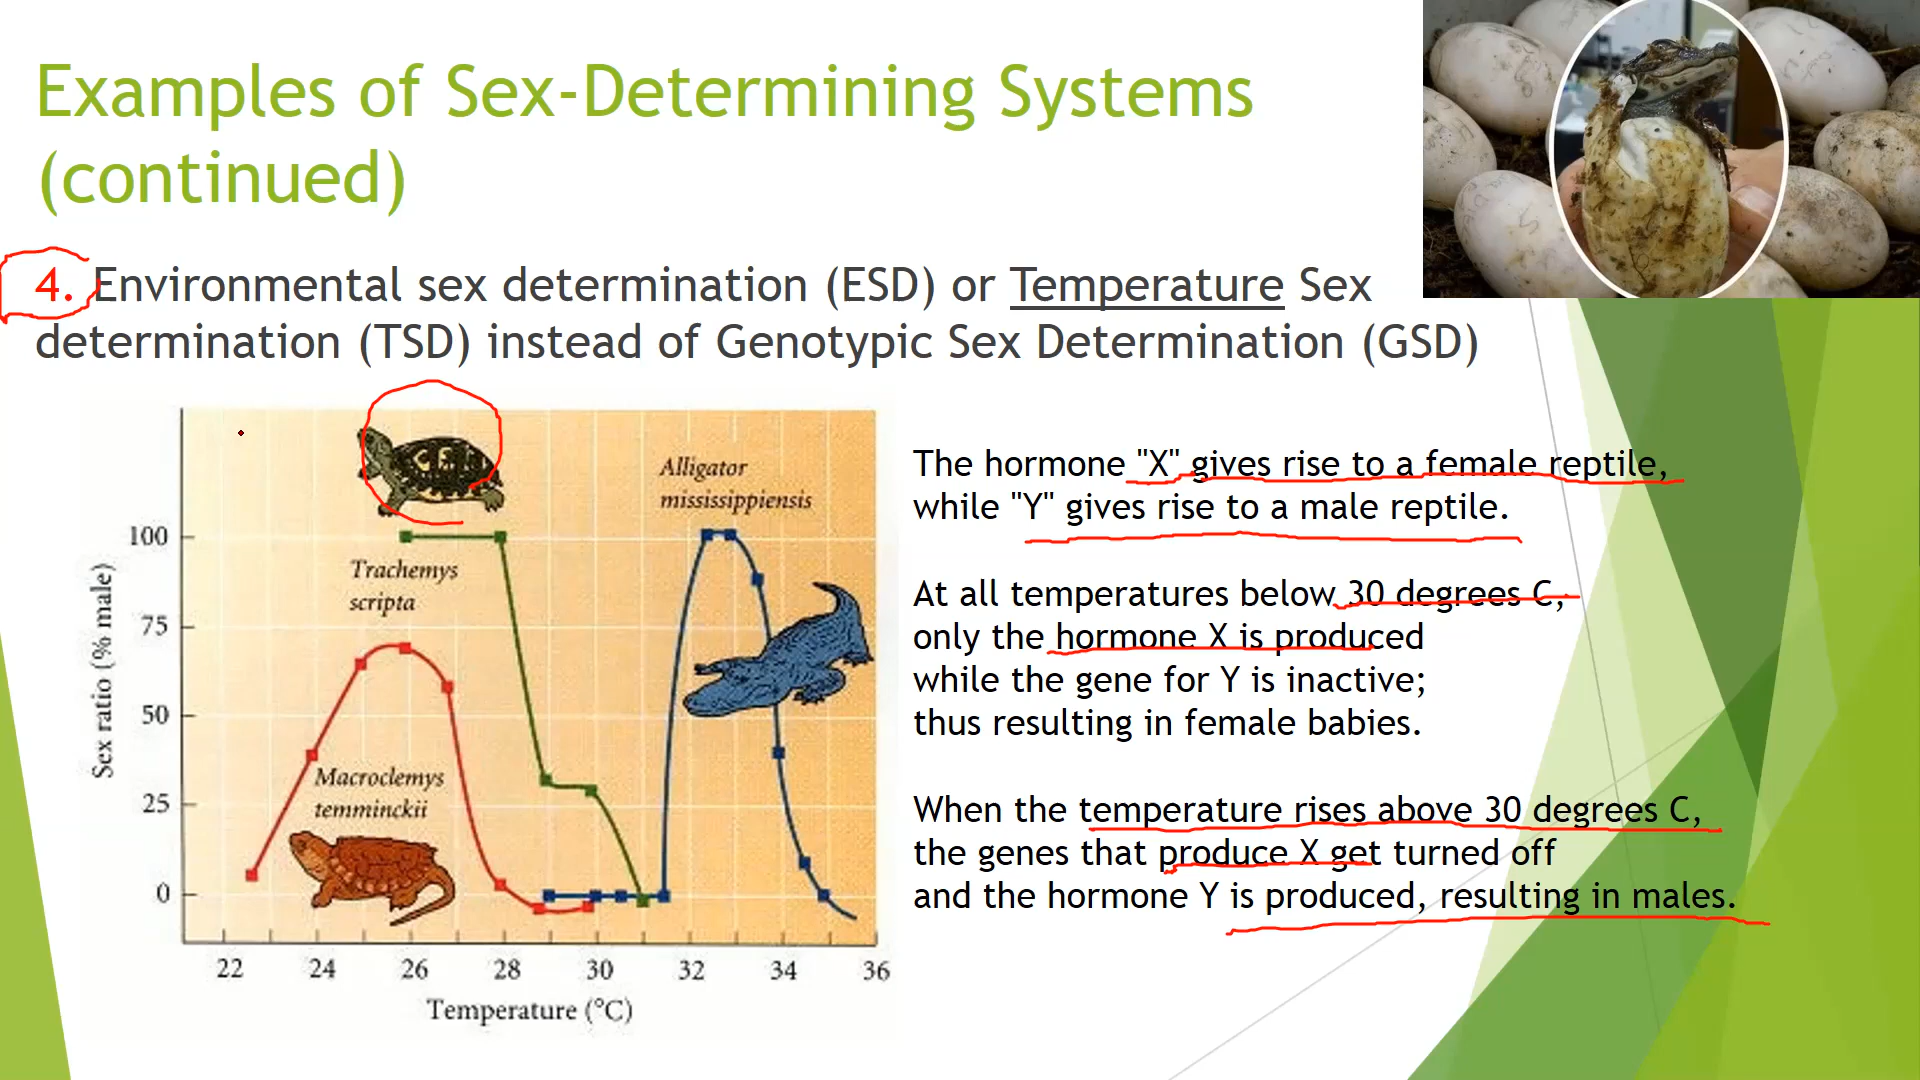 Examples of Sex-Determining Systems
(continued)
4. Environmental sex determination (ESD) or Temperature Sex
determination (TSD) instead of Genotypic Sex Determination (GSD)
Alligator
mississippiensis
100
Trachemys
scripta
75
50
Sex ratio (% male)
Macroclemys
temminckii
25
0
22 24 26 28 30 32 34 36
Temperature (°C)
The hormone "X" gives rise to a female reptile,
while "Y" gives rise to a male reptile.
At all temperatures below 30 degrees C,
only the hormone X is produced
while the gene for Y is inactive;
thus resulting in female babies.
When the temperature rises above 30 degrees C,
the genes that produce X get turned off
and the hormone Y is produced, resulting in males.